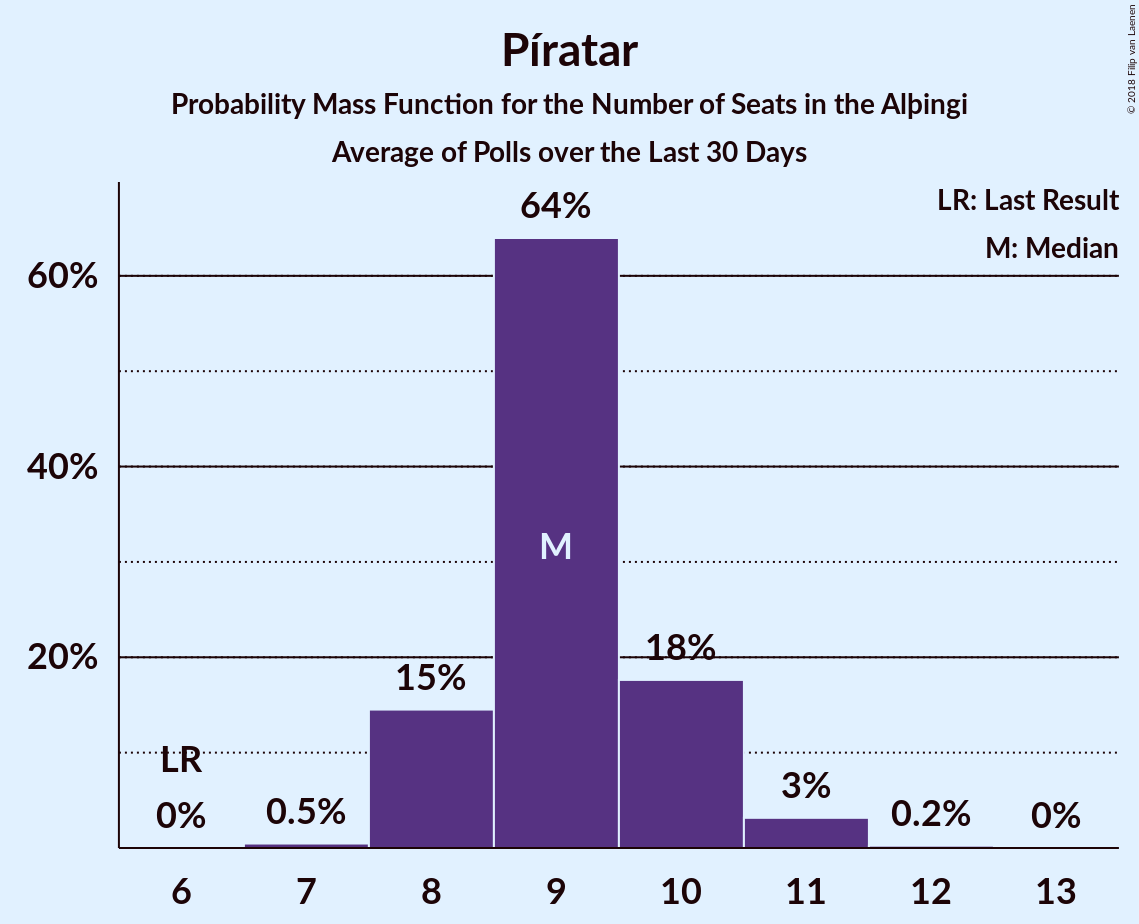 Píratar
Probability Mass Function for the Number of Seats in the Alþingi
Average of Polls over the Last 30 Days
© 2018 Filip van Laenen
LR: Last Result
M: Median
60%
40%
20%
LR
0%
0.5%
15%
64%
M
18%
3%
0.2%
0%
6 7 8 9 10 11 12 13